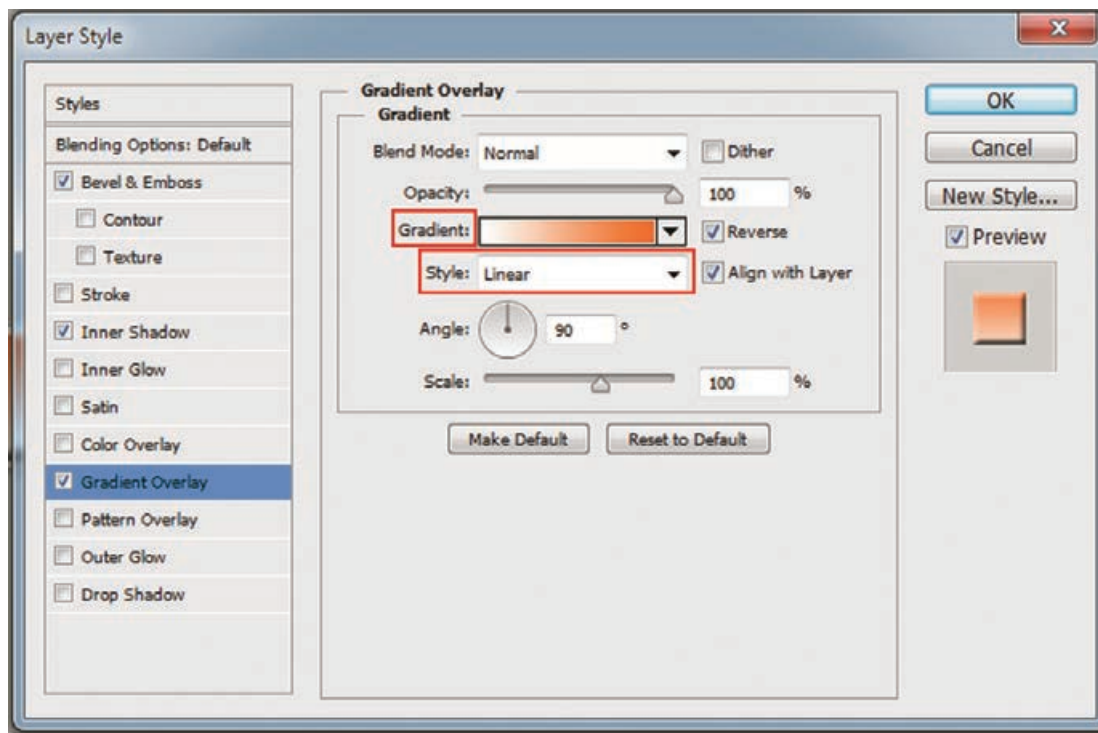 Layer Style
Styles
Blending Options: Default
Bevel & Emboss
Contour
Texture
Stroke
Inner Shadow
Inner Glow
Satin
Color Overlay
Gradient Overlay
Pattern Overlay
Outer Glow
Drop Shadow
Gradient Overlay
Gradient
Blend Mode: Normal Dither
Opacity: 100 %
Gradient: Reverse
Style: Linear Align with Layer
Angle: 90 °
Scale: 100 %
Make Default Reset to Default
OK
Cancel
New Style...
Preview